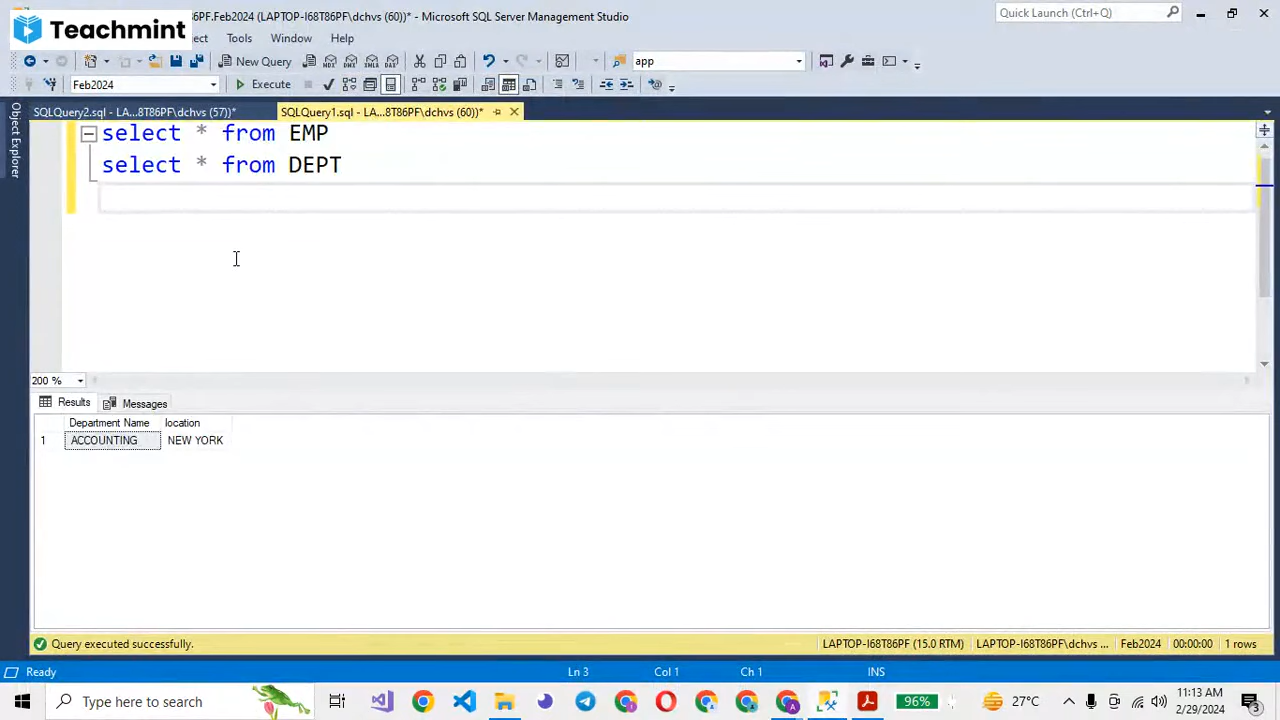 Teachmint
PF.Feb2024 (LAPTOP-I68T86PF\dchvs (60))* - Microsoft SQL Server Management Studio
Quick Launch (Ctrl+Q)
ect Tools Window Help
New Query
app
Feb2024
Execute
SQLQuery2.sql - LA...8T86PF\dchvs (57))*
SQLQuery1.sql - LA...8T86PF\dchvs (60))*
Object Explorer
select * from EMP
select * from DEPT
200 %
Results
Messages
Department Name location
1 ACCOUNTING NEW YORK
Query executed successfully.
LAPTOP-I68T86PF (15.0 RTM) LAPTOP-I68T86PF\dchvs ... Feb2024 00:00:00 1 rows
Ready
Ln 3 Col 1 Ch 1 INS
Type here to search
96%
27°C
11:13 AM
2/29/2024
3